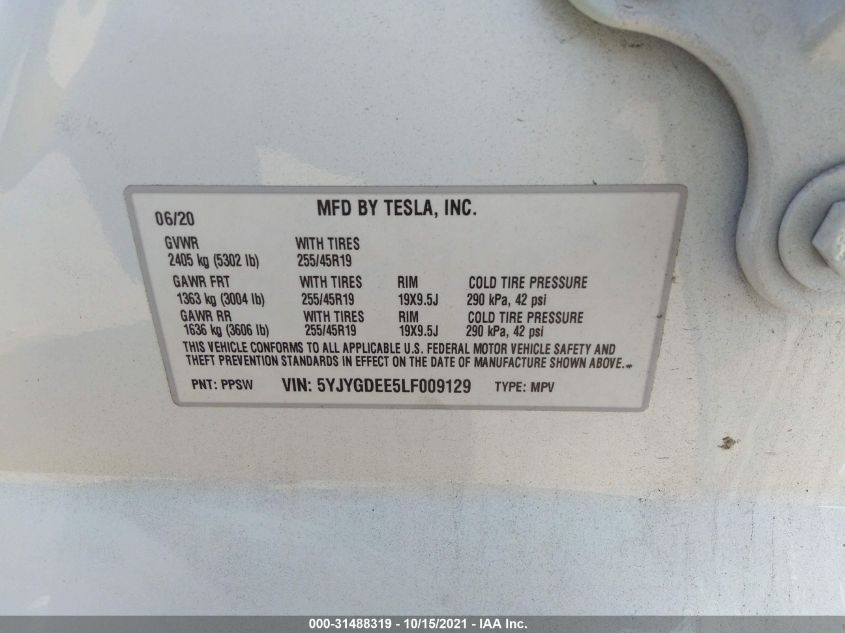 06/20 MFD BY TESLA, INC.
GVWR WITH TIRES
2405 kg (5302 lb) 255/45R19
GAWR FRT WITH TIRES RIM COLD TIRE PRESSURE
1363 kg (3004 lb) 255/45R19 19X9.5J 290 kPa, 42 psi
GAWR RR WITH TIRES RIM COLD TIRE PRESSURE
1636 kg (3606 lb) 255/45R19 19X9.5J 290 kPa, 42 psi
THIS VEHICLE CONFORMS TO ALL APPLICABLE U.S. FEDERAL MOTOR VEHICLE SAFETY AND
THEFT PREVENTION STANDARDS IN EFFECT ON THE DATE OF MANUFACTURE SHOWN ABOVE.
PNT: PPSW VIN: 5YJYGDEE5LF009129 TYPE: MPV
000-31488319 - 10/15/2021 - IAA Inc.